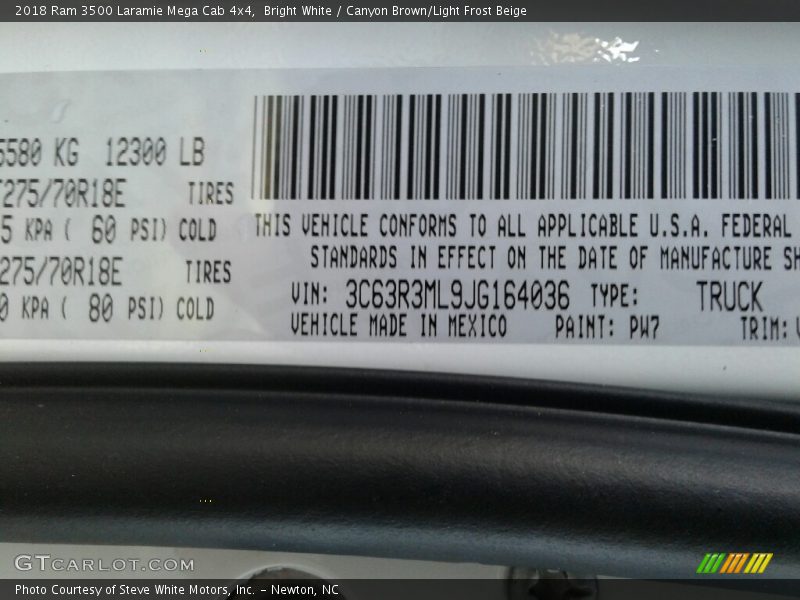 2018 Ram 3500 Laramie Mega Cab 4x4, Bright White / Canyon Brown/Light Frost Beige
5580 KG 12300 LB
275/70R18E TIRES
5 KPA ( 60 PSI) COLD
275/70R18E TIRES
0 KPA ( 80 PSI) COLD
THIS VEHICLE CONFORMS TO ALL APPLICABLE U.S.A. FEDERAL
STANDARDS IN EFFECT ON THE DATE OF MANUFACTURE SH
VIN: 3C63R3ML9JG164036 TYPE: TRUCK
VEHICLE MADE IN MEXICO PAINT: PW7 TRIM:
GTCARLOT.COM
Photo Courtesy of Steve White Motors, Inc. – Newton, NC